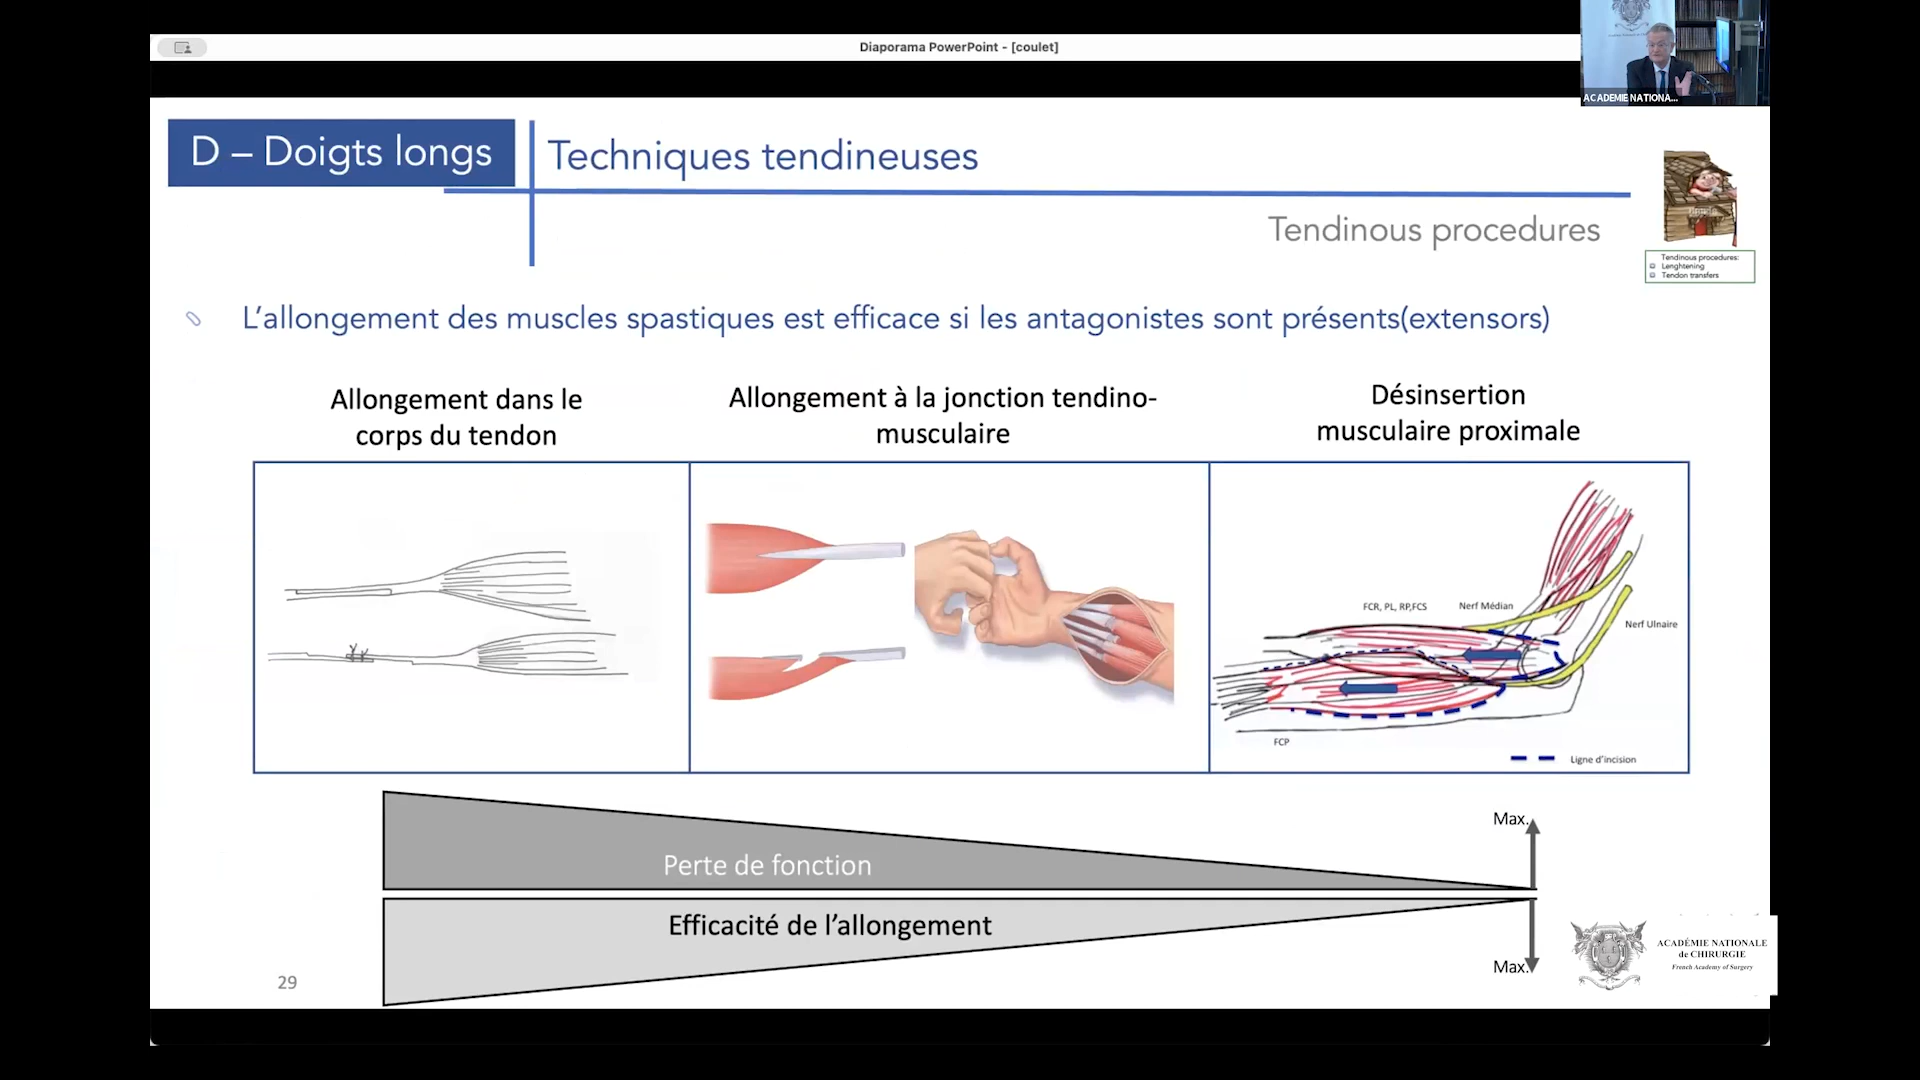 Diaporama PowerPoint - [coulet]
ACADEMIE NATIONA...
D – Doigts longs
Techniques tendineuses
Tendinous procedures
Tendinous procedures:
Lenghtening
Tendon transfers
L’allongement des muscles spastiques est efficace si les antagonistes sont présents(extensors)
Allongement dans le
corps du tendon
Allongement à la jonction tendino-
musculaire
Désinsertion
musculaire proximale
FCR, PL, RP,FCS
Nerf Médian
Nerf Ulnaire
FCP
Ligne d’incision
Max.
Perte de fonction
Efficacité de l’allongement
Max.
29
ACADÉMIE NATIONALE
de CHIRURGIE
French Academy of Surgery